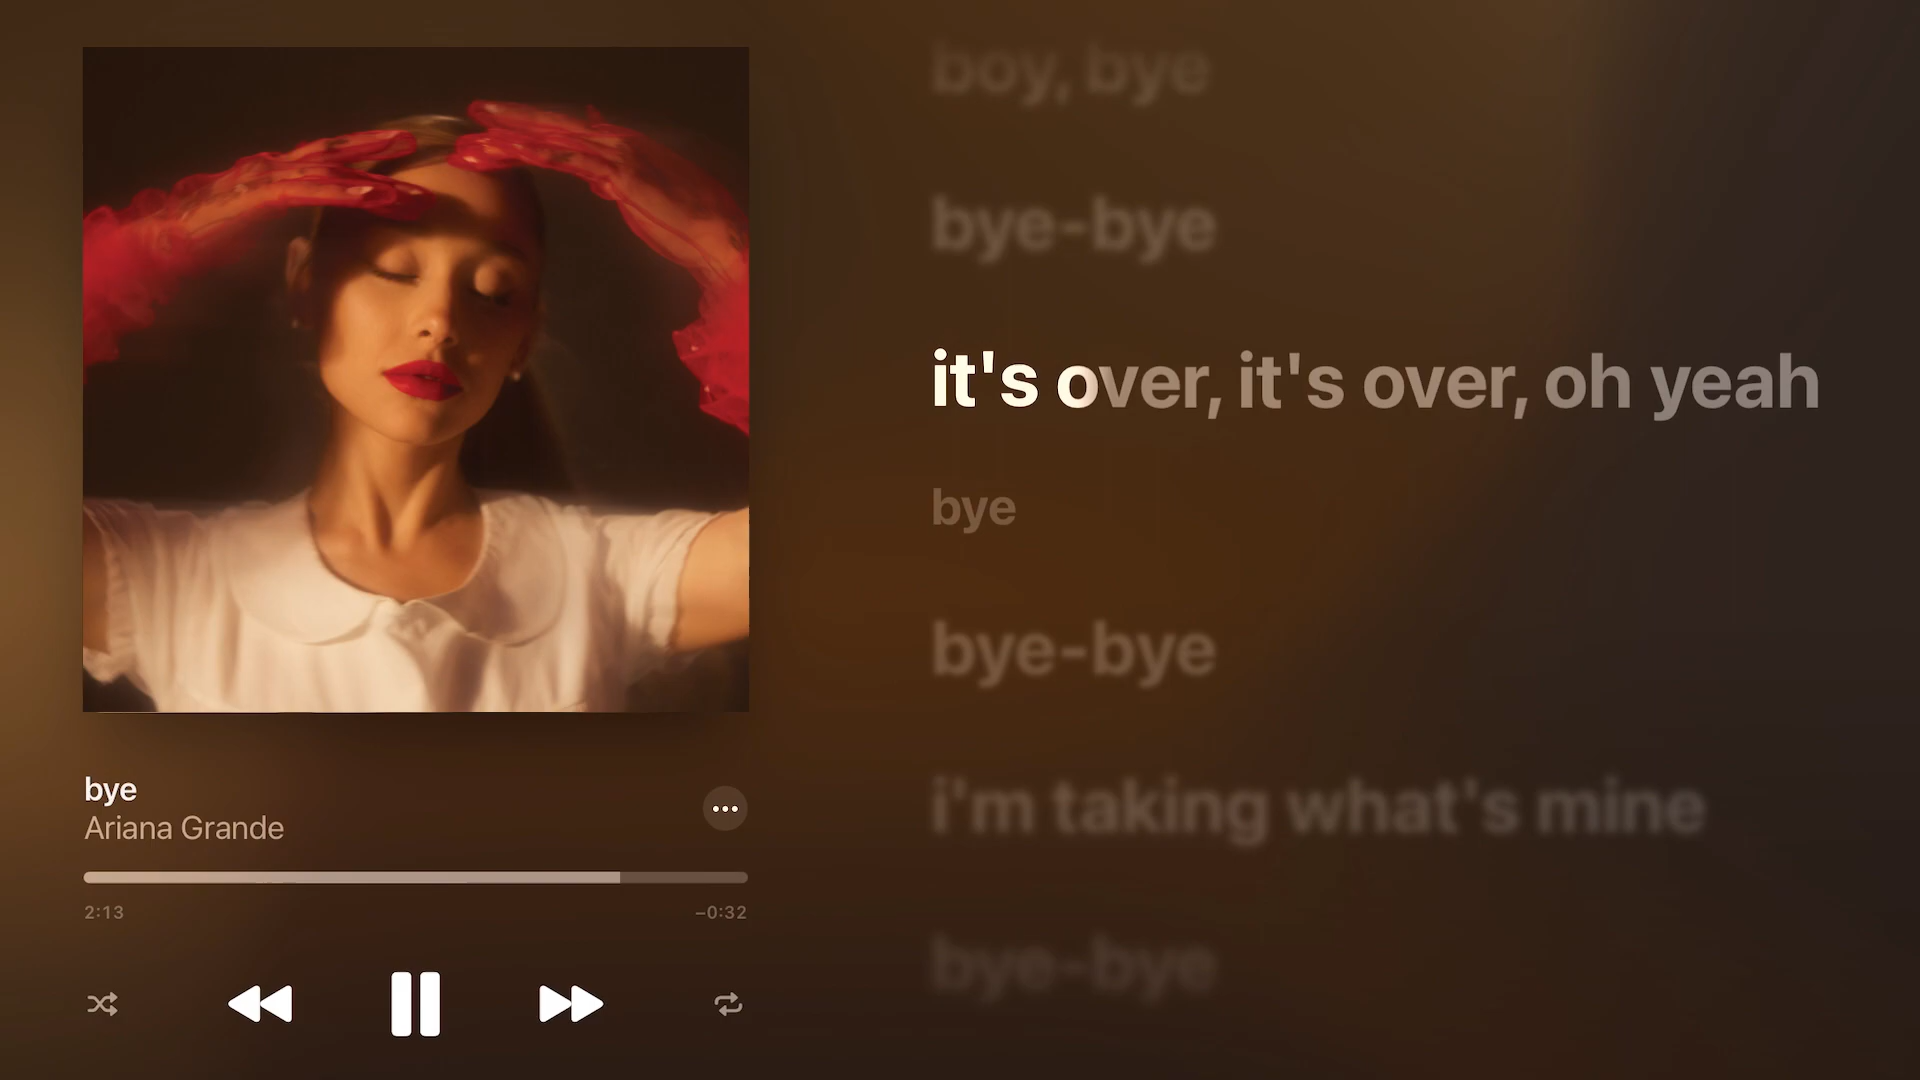 boy, bye
bye-bye
it's over, it's over, oh yeah
bye
bye-bye
i'm taking what's mine
bye-bye
bye
Ariana Grande
2:13
−0:32